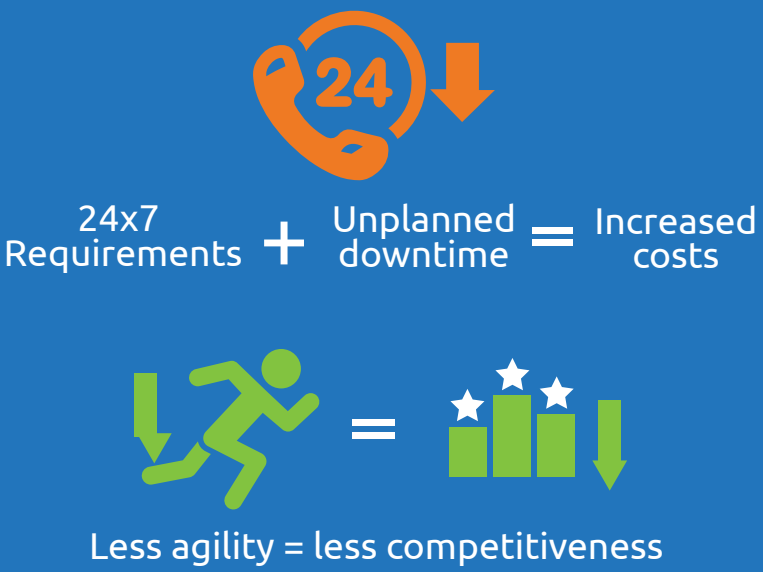 24
24x7
Requirements
+
Unplanned
downtime
=
Increased
costs
=
Less agility = less competitiveness